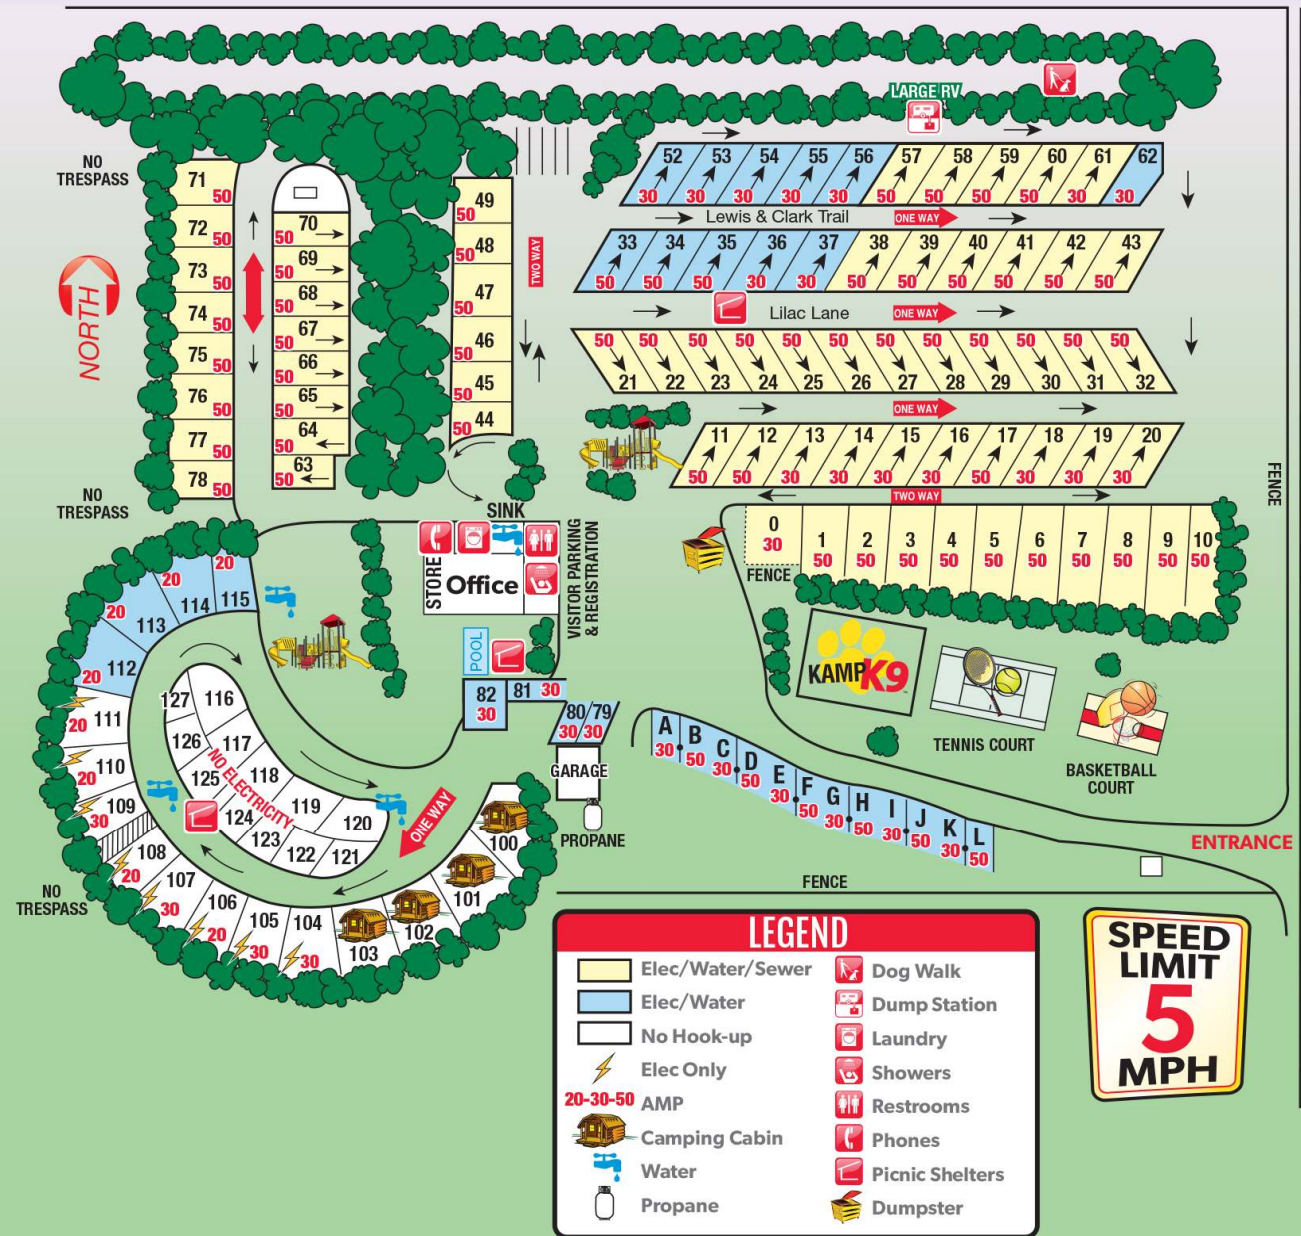 LARGE RV
NO
TRESPASS
71
50
72
50
73
50
74
50
75
50
76
50
77
50
78
50
70
50
69
50
68
50
67
50
66
50
65
50
64
50
63
50
49
50
48
50
47
50
46
50
45
50
44
50
TWO WAY
52 53 54 55 56 57 58 59 60 61 62
30 30 30 30 30 50 50 50 50 50 30
Lewis & Clark Trail ONE WAY
33 34 35 36 37 38 39 40 41 42 43
50 50 50 30 30 50 50 50 50 50 50
Lilac Lane ONE WAY
50 50 50 50 50 50 50 50 50 50 50 50
21 22 23 24 25 26 27 28 29 30 31 32
ONE WAY
11 12 13 14 15 16 17 18 19 20
50 50 30 30 30 30 50 50 30 30
TWO WAY
0 1 2 3 4 5 6 7 8 9 10
30 50 50 50 50 50 50 50 50 50 50
FENCE
FENCE
NORTH
NO
TRESPASS
SINK
STORE
Office
VISITOR PARKING
& REGISTRATION
POOL
82
30
81 30
80/79
30 30
GARAGE
PROPANE
KAMP K9
TENNIS COURT
BASKETBALL
COURT
A B C D E F G H I J K L
30 50 30 50 30 50 30 50 30 50 30 50
ENTRANCE
FENCE
115
20
114
20
113
20
112
20
111
20
110
20
109
30
108
20
107
30
106
20
105
30
104
30
103
102
101
100
127
116
126
117
125
118
124
119
123
120
122
121
NO ELECTRICITY
ONE WAY
NO
TRESPASS
LEGEND
Elec/Water/Sewer
Elec/Water
No Hook-up
Elec Only
20-30-50 AMP
Camping Cabin
Water
Propane
Dog Walk
Dump Station
Laundry
Showers
Restrooms
Phones
Picnic Shelters
Dumpster
SPEED
LIMIT
5
MPH